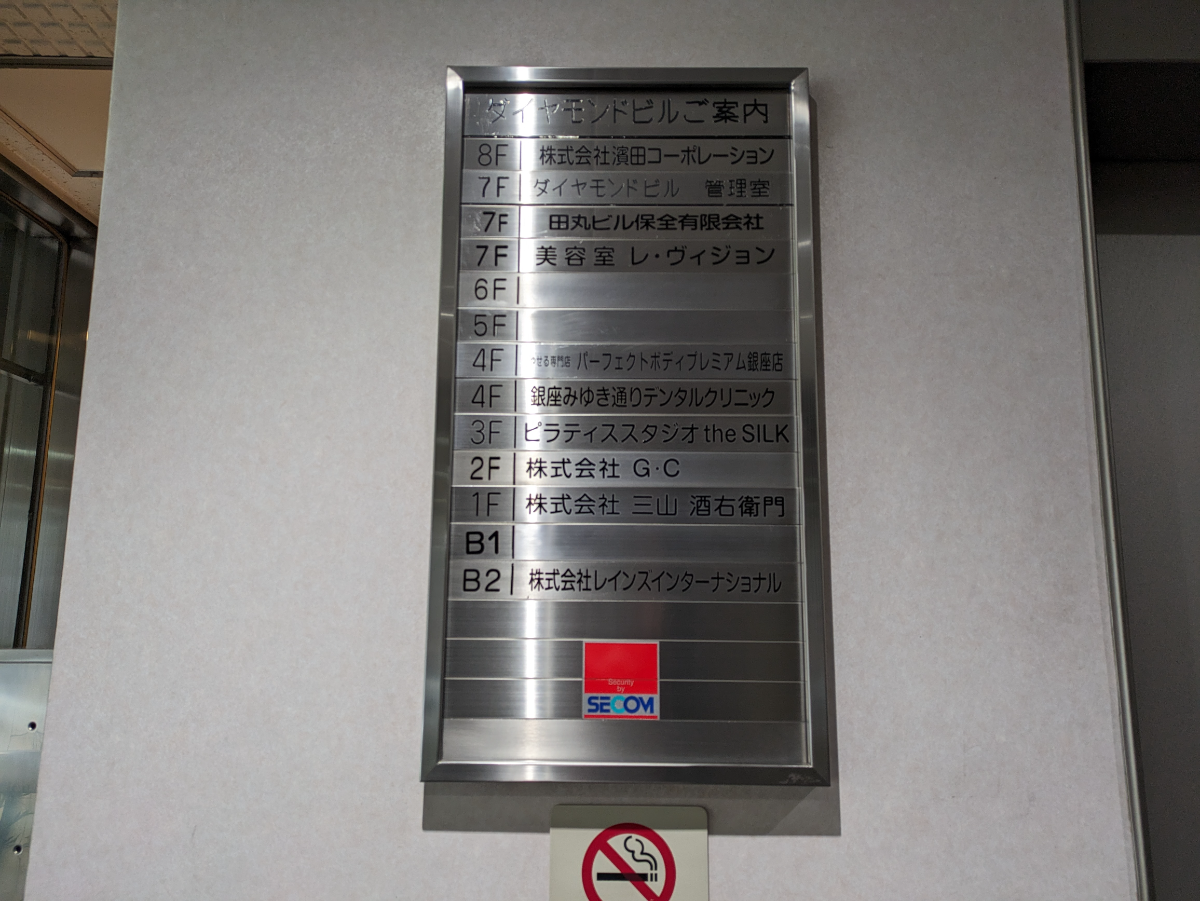 ダイヤモンドビルご案内
8F 株式会社濱田コーポレーション
7F ダイヤモンドビル 管理室
7F 田丸ビル保全有限会社
7F 美容室 レ・ヴィジョン
6F
5F
4F やせる専門店 パーフェクトボディプレミアム銀座店
4F 銀座みゆき通りデンタルクリニック
3F ピラティススタジオ the SILK
2F 株式会社 G・C
1F 株式会社 三山 酒右衛門
B1
B2 株式会社レインズインターナショナル
Security
by
SECOM